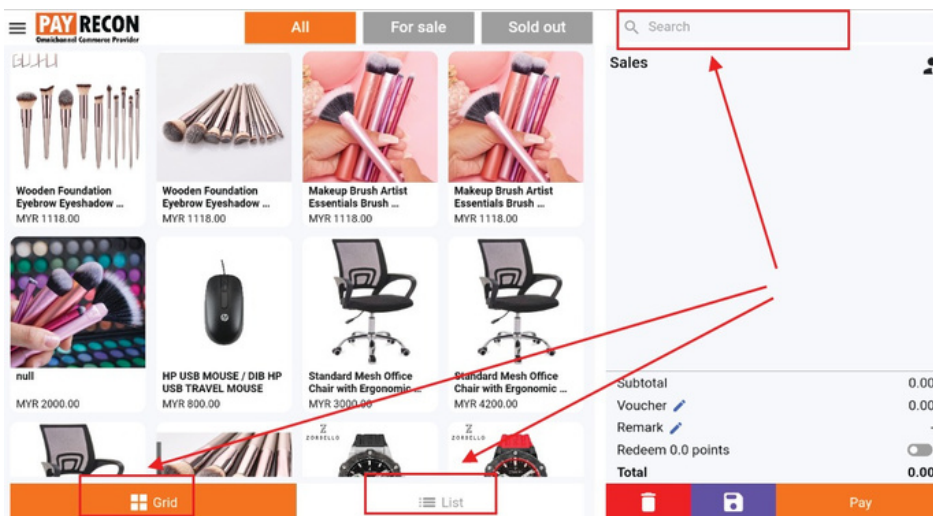 PAY RECON
Omnichannel Commerce Provider
All
For sale
Sold out
Search
Sales
Wooden Foundation
Eyebrow Eyeshadow ...
MYR 1118.00
Wooden Foundation
Eyebrow Eyeshadow ...
MYR 1118.00
Makeup Brush Artist
Essentials Brush ...
MYR 1118.00
Makeup Brush Artist
Essentials Brush ...
MYR 1118.00
null
MYR 2000.00
HP USB MOUSE / DIB HP
USB TRAVEL MOUSE
MYR 800.00
Standard Mesh Office
Chair with Ergonomic ...
MYR 3000.00
Standard Mesh Office
Chair with Ergonomic ...
MYR 4200.00
Z
ZORBELLO
Z
ZORBELLO
Grid
List
Subtotal
0.00
Voucher
0.00
Remark
-
Redeem 0.0 points
Total
0.00
Pay